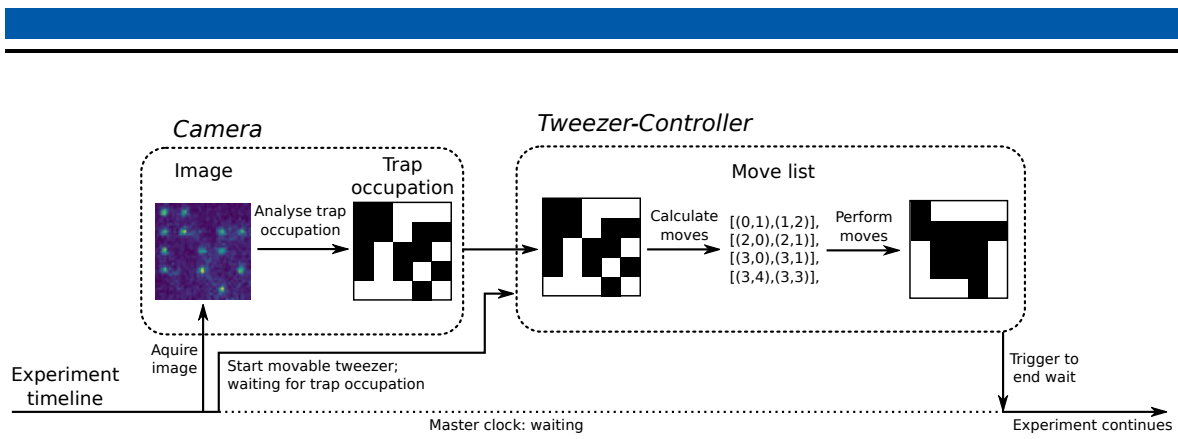 Camera
Image
Analyse trap
occupation
Trap
occupation
Tweezer-Controller
Move list
Calculate
moves
[(0,1),(1,2)],
[(2,0),(2,1)],
[(3,0),(3,1)],
[(3,4),(3,3)],
Perform
moves
Aquire
image
Start movable tweezer;
waiting for trap occupation
Trigger to
end wait
Experiment
timeline
Master clock: waiting
Experiment continues